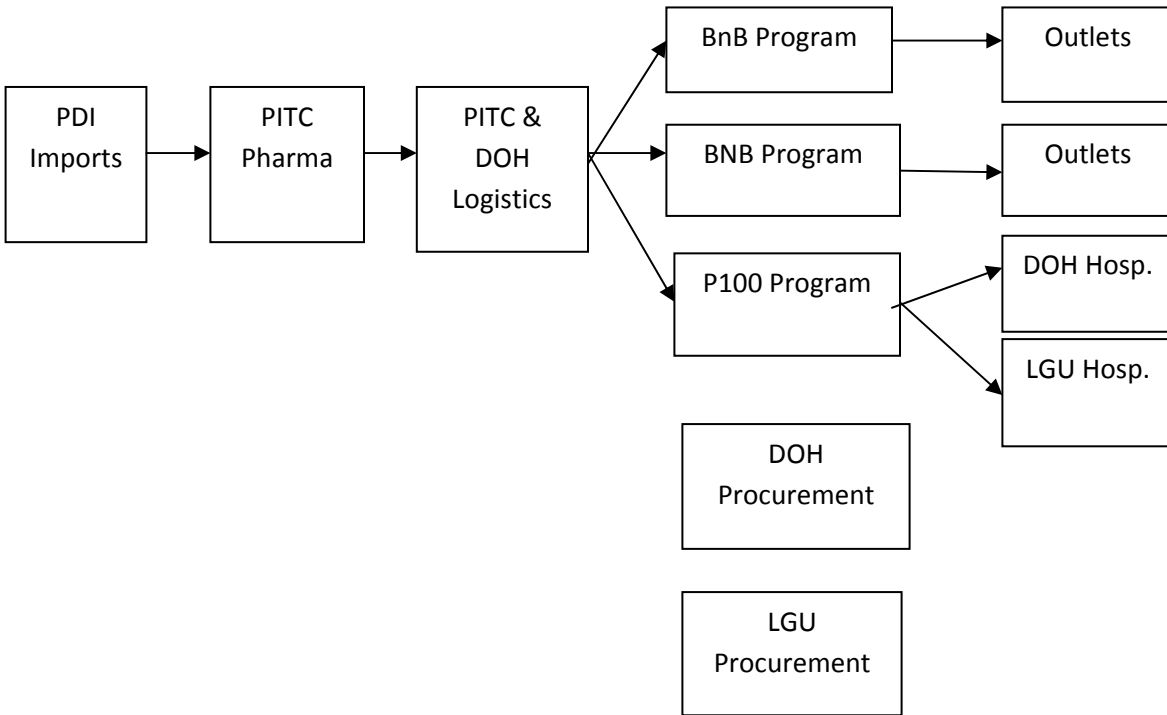 PDI
Imports
PITC
Pharma
PITC &
DOH
Logistics
BnB Program
Outlets
BNB Program
Outlets
P100 Program
DOH Hosp.
LGU Hosp.
DOH
Procurement
LGU
Procurement